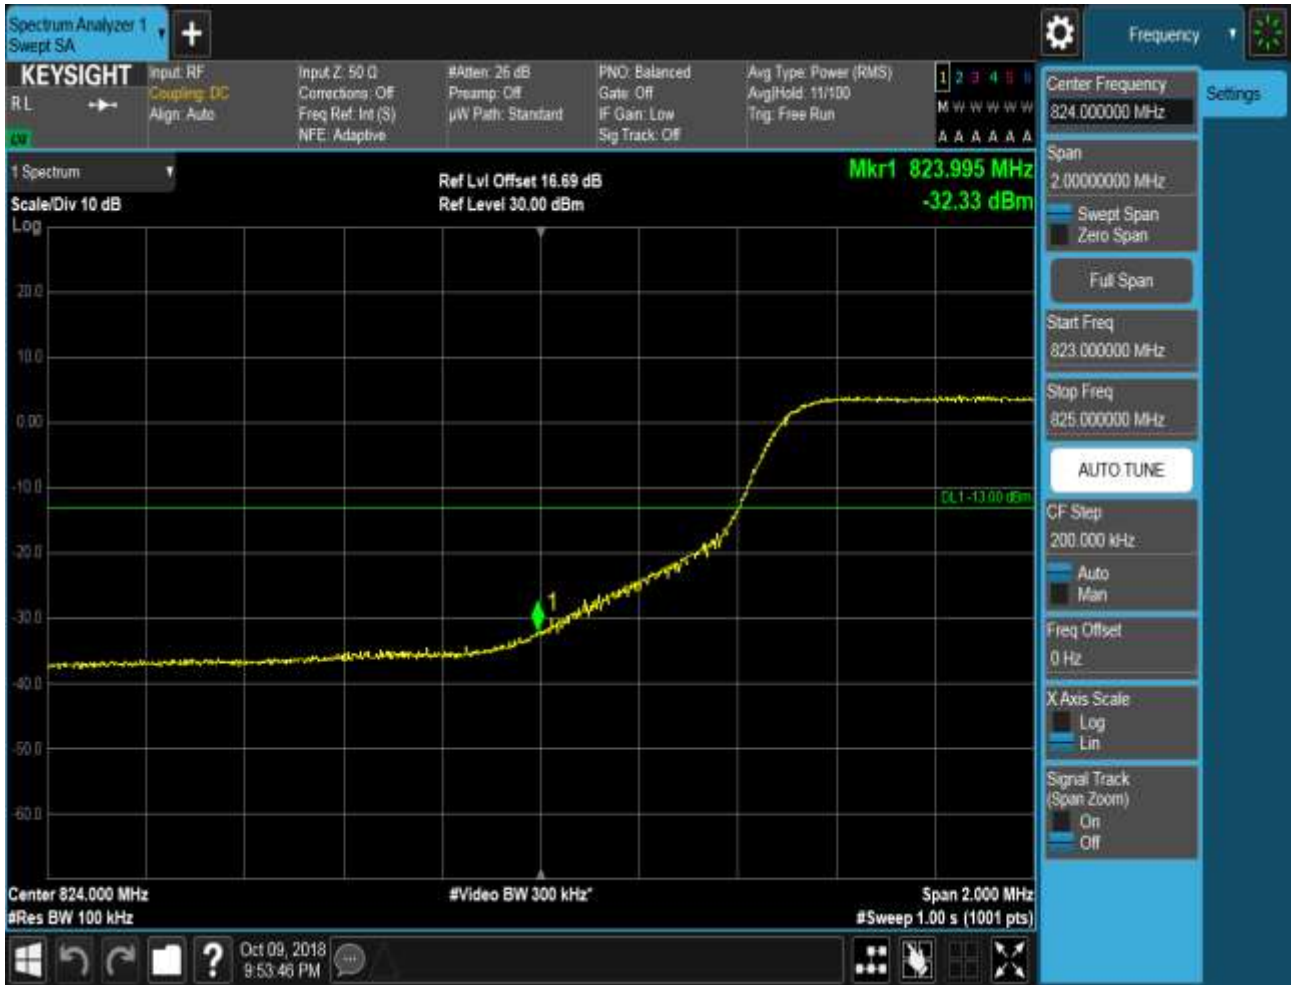 Spectrum Analyzer 1
Swept SA
+
Frequency
KEYSIGHT
RL
Input: RF
Coupling: DC
Align: Auto
Input Z: 50 Ω
Corrections: Off
Freq Ref: Int (S)
NFE: Adaptive
#Atten: 26 dB
Preamp: Off
µW Path: Standard
PNO: Balanced
Gate: Off
IF Gain: Low
Sig Track: Off
Avg Type: Power (RMS)
Avg|Hold: 11/100
Trig: Free Run
1 2 3 4 5 6
M W W W W W
A A A A A A
1 Spectrum
Scale/Div 10 dB
Log
Ref Lvl Offset 16.69 dB
Ref Level 30.00 dBm
Mkr1 823.995 MHz
-32.33 dBm
20.0
10.0
0.00
-10.0
-20.0
-30.0
-40.0
-50.0
-60.0
DL1 -13.00 dBm
1
Center 824.000 MHz
#Res BW 100 kHz
#Video BW 300 kHz*
Span 2.000 MHz
#Sweep 1.00 s (1001 pts)
Center Frequency
824.000000 MHz
Settings
Span
2.00000000 MHz
Swept Span
Zero Span
Full Span
Start Freq
823.000000 MHz
Stop Freq
825.000000 MHz
AUTO TUNE
CF Step
200.000 kHz
Auto
Man
Freq Offset
0 Hz
X Axis Scale
Log
Lin
Signal Track
(Span Zoom)
On
Off
?
Oct 09, 2018
9:53:46 PM